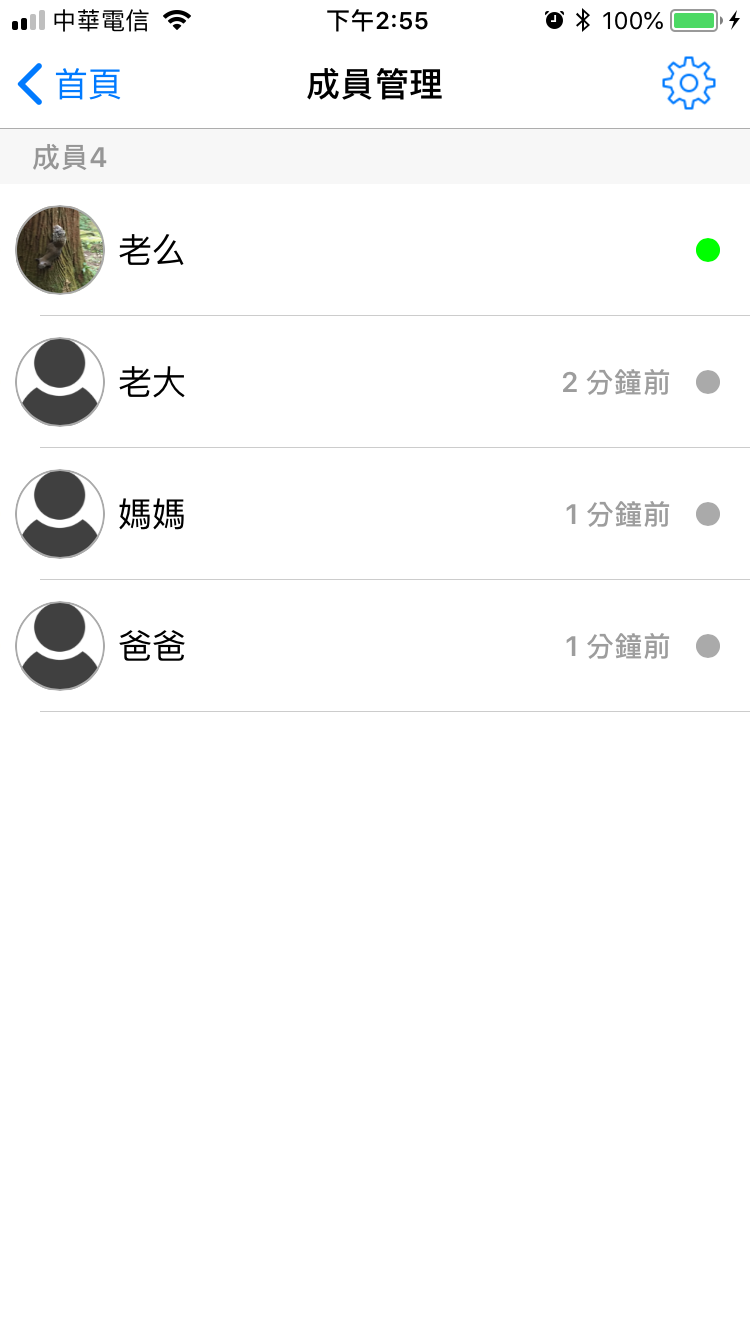 中華電信 下午2:55 100%
首頁 成員管理
成員4
老么
老大 2 分鐘前
媽媽 1 分鐘前
爸爸 1 分鐘前